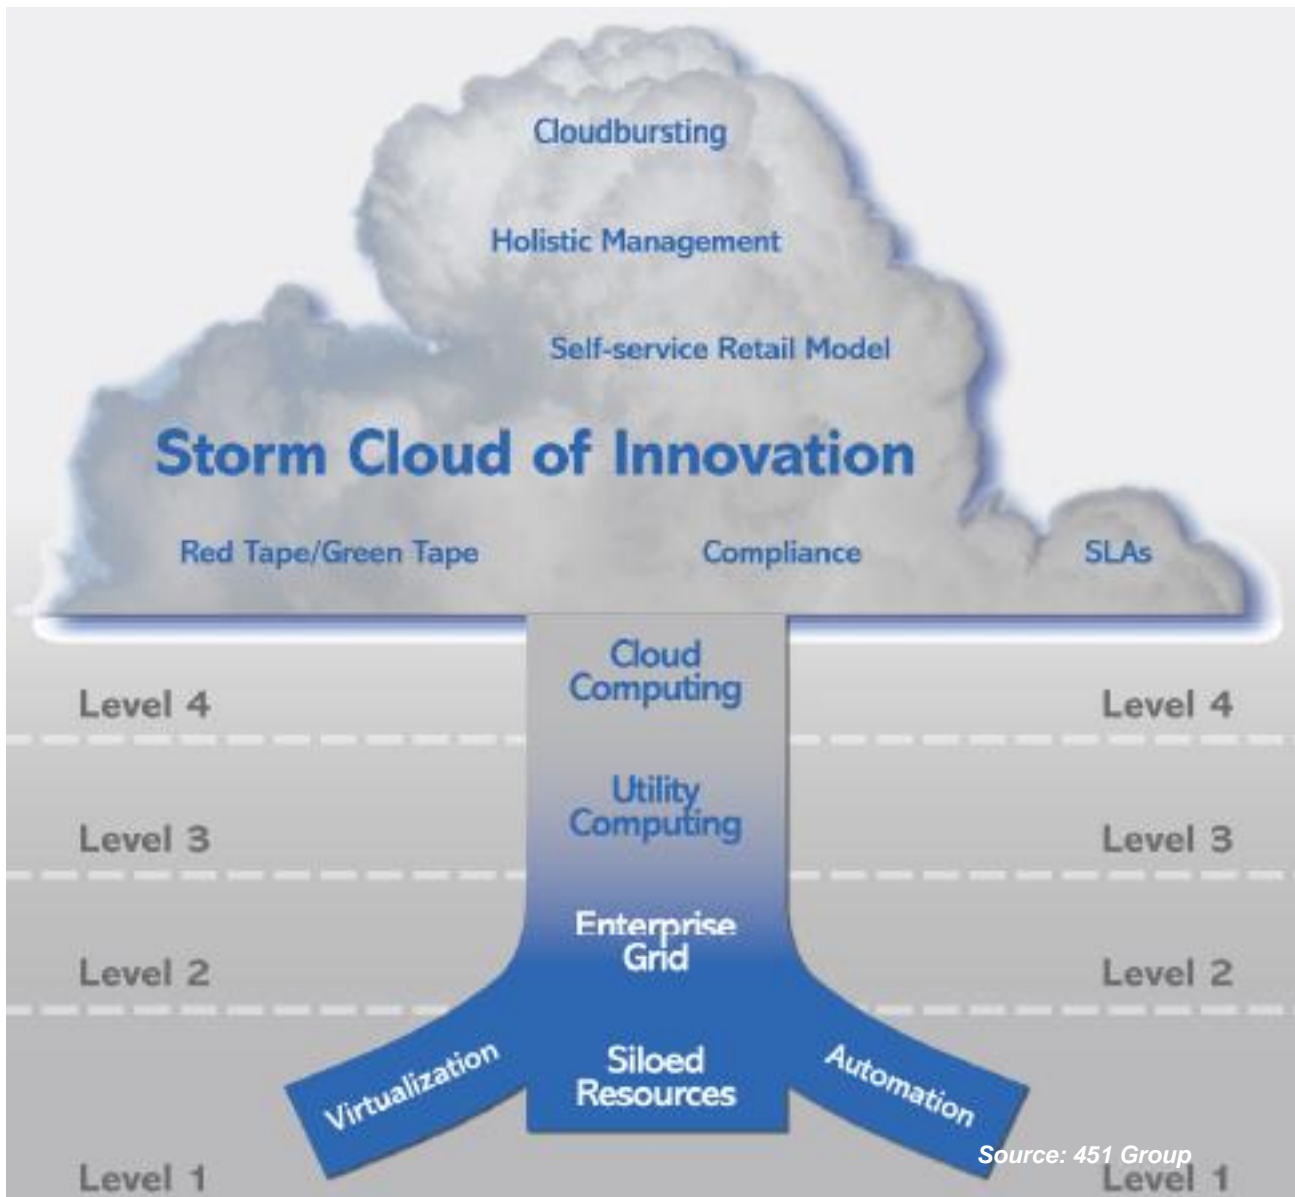 Cloudbursting
Holistic Management
Self-service Retail Model
Storm Cloud of Innovation
Red Tape/Green Tape Compliance SLAs
Cloud
Computing
Level 4 Level 4
Utility
Computing
Level 3 Level 3
Enterprise
Grid
Level 2 Level 2
Virtualization
Siloed
Resources
Automation
Source: 451 Group
Level 1 Level 1